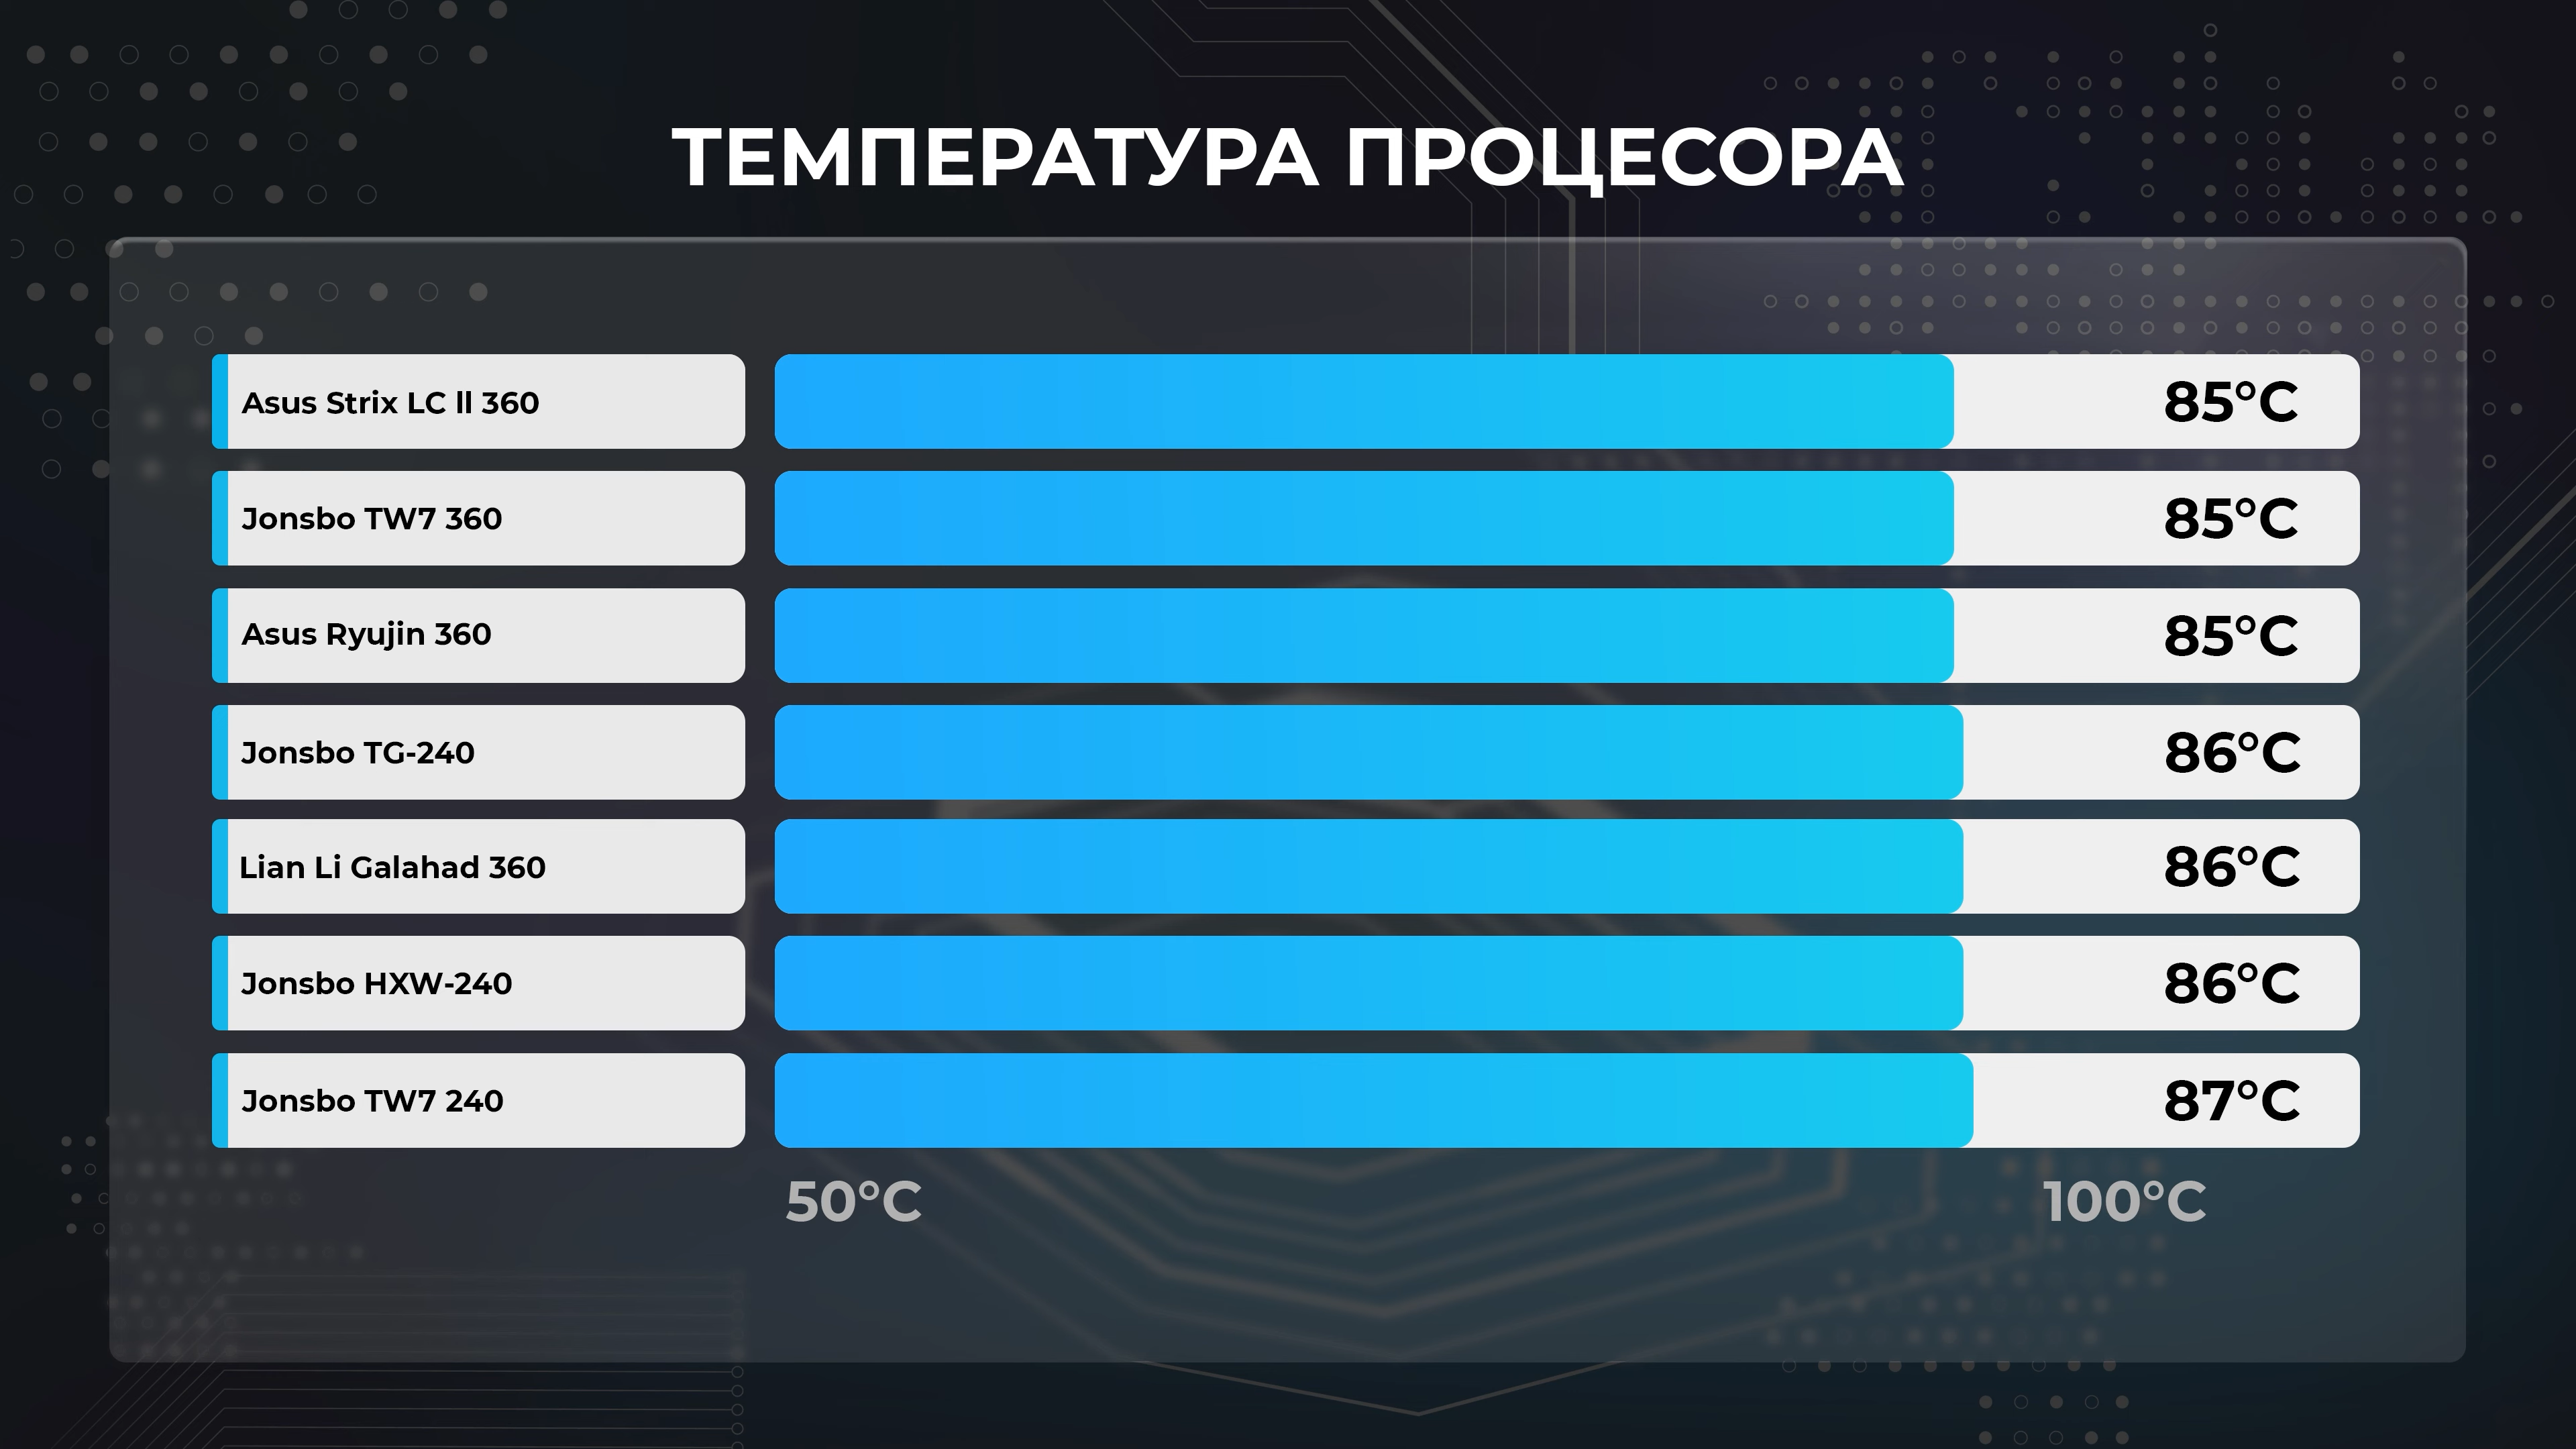 ТЕМПЕРАТУРА ПРОЦЕСОРА
Asus Strix LC ll 360 85°C
Jonsbo TW7 360 85°C
Asus Ryujin 360 85°C
Jonsbo TG-240 86°C
Lian Li Galahad 360 86°C
Jonsbo HXW-240 86°C
Jonsbo TW7 240 87°C
50°C 100°C